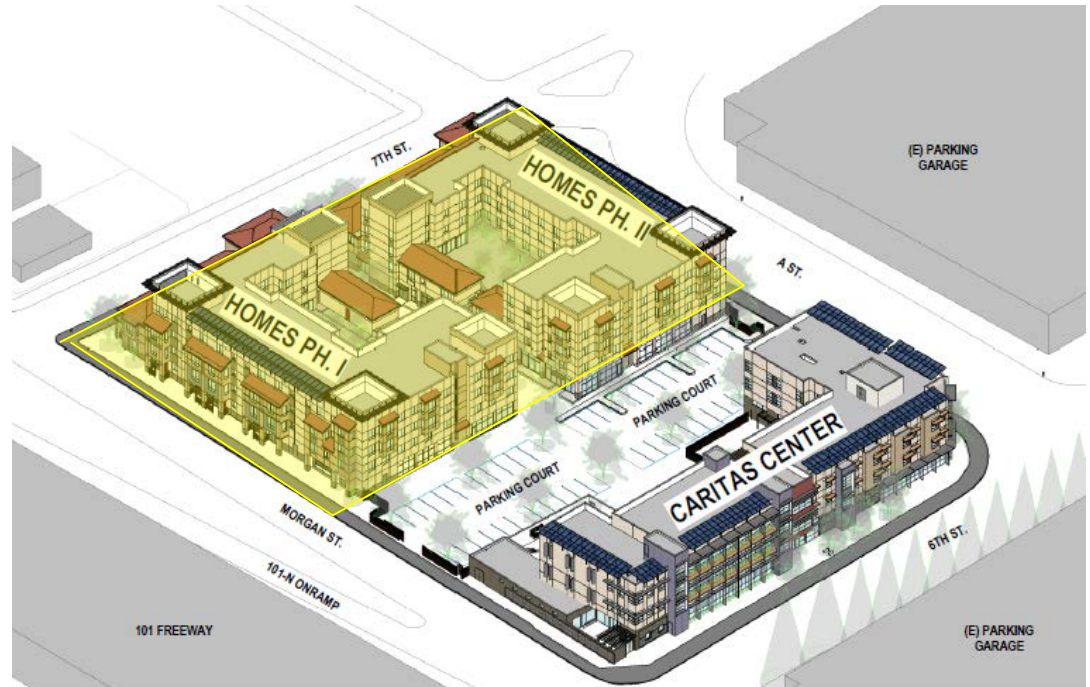 7TH ST.
(E) PARKING
GARAGE
HOMES PH. II
A ST.
HOMES PH. I
PARKING COURT
PARKING COURT
CARITAS CENTER
MORGAN ST.
6TH ST.
101-N ONRAMP
101 FREEWAY
(E) PARKING
GARAGE